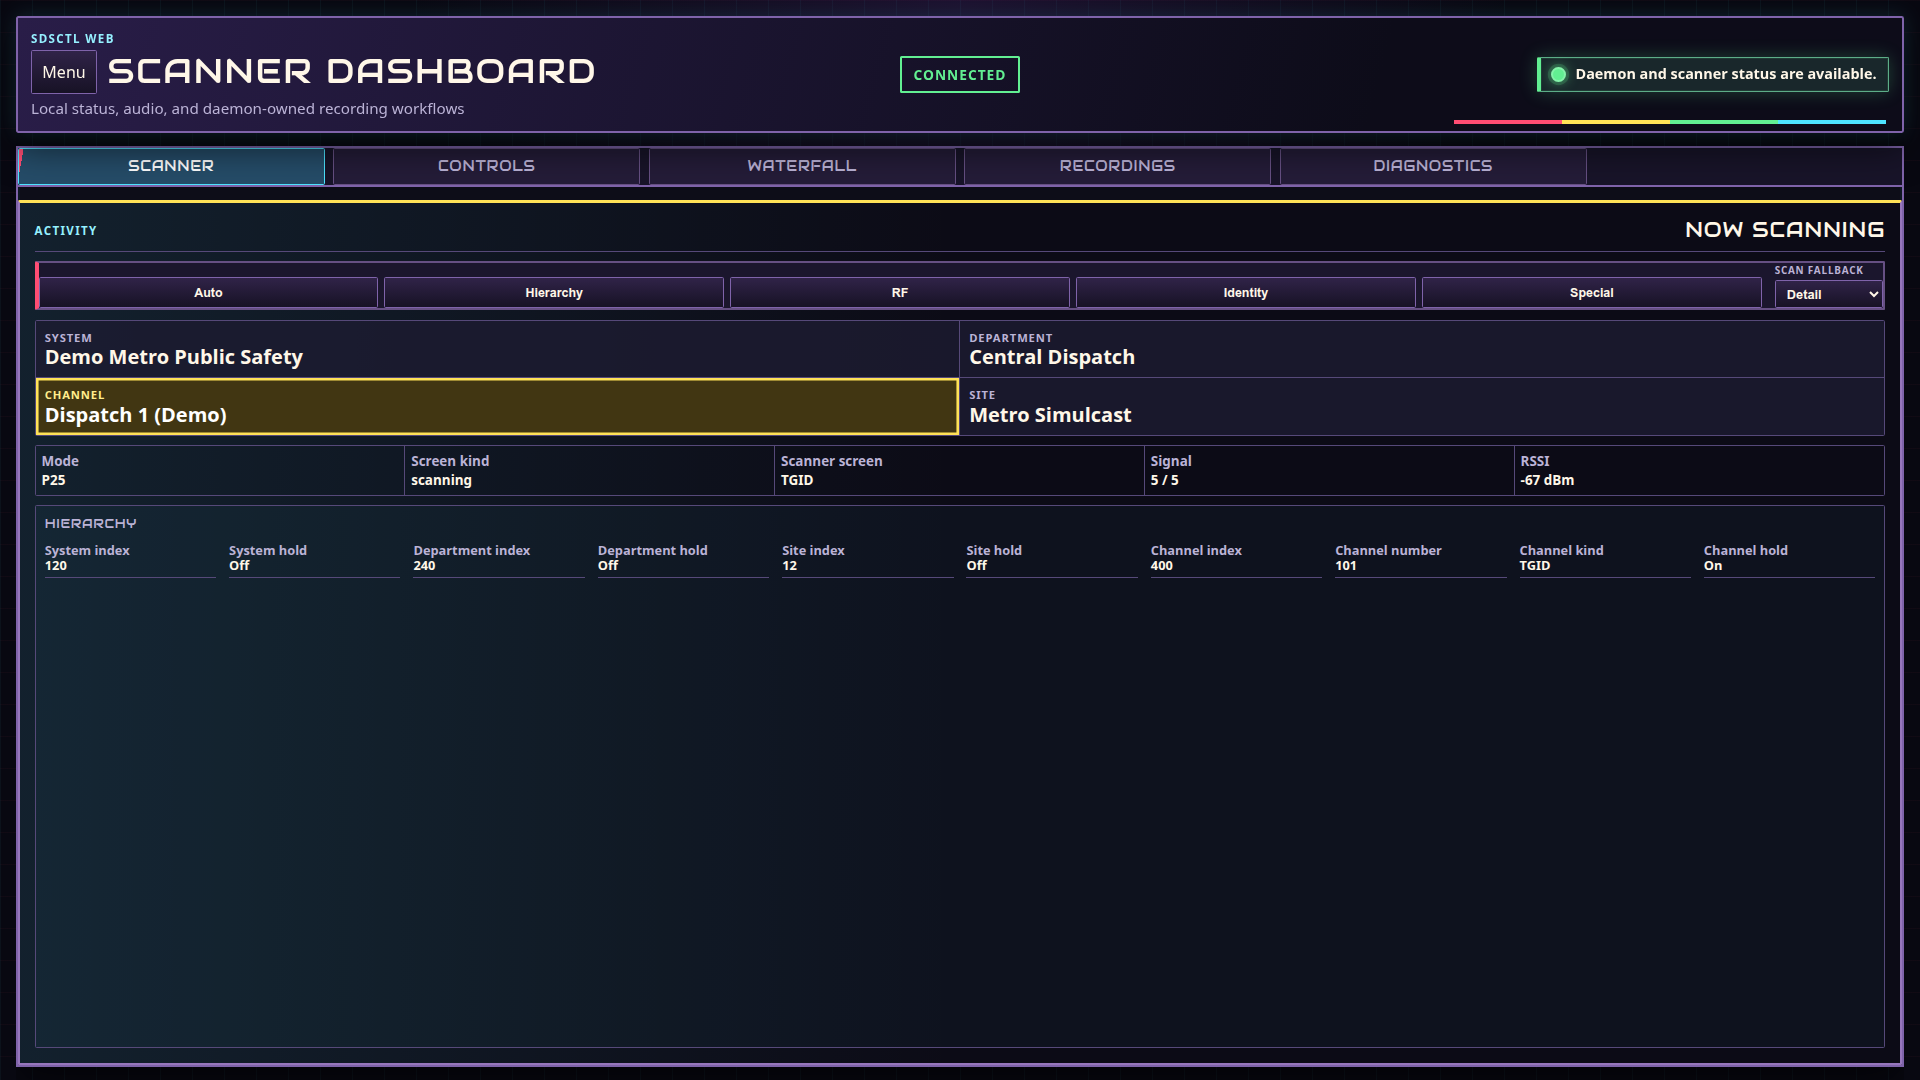 SDSCTL WEB
Menu
SCANNER DASHBOARD
Local status, audio, and daemon-owned recording workflows
CONNECTED
Daemon and scanner status are available.
SCANNER
CONTROLS
WATERFALL
RECORDINGS
DIAGNOSTICS
ACTIVITY
NOW SCANNING
Auto
Hierarchy
RF
Identity
Special
SCAN FALLBACK
Detail
SYSTEM
Demo Metro Public Safety
DEPARTMENT
Central Dispatch
CHANNEL
Dispatch 1 (Demo)
SITE
Metro Simulcast
Mode
P25
Screen kind
scanning
Scanner screen
TGID
Signal
5 / 5
RSSI
-67 dBm
HIERARCHY
System index
120
System hold
Off
Department index
240
Department hold
Off
Site index
12
Site hold
Off
Channel index
400
Channel number
101
Channel kind
TGID
Channel hold
On